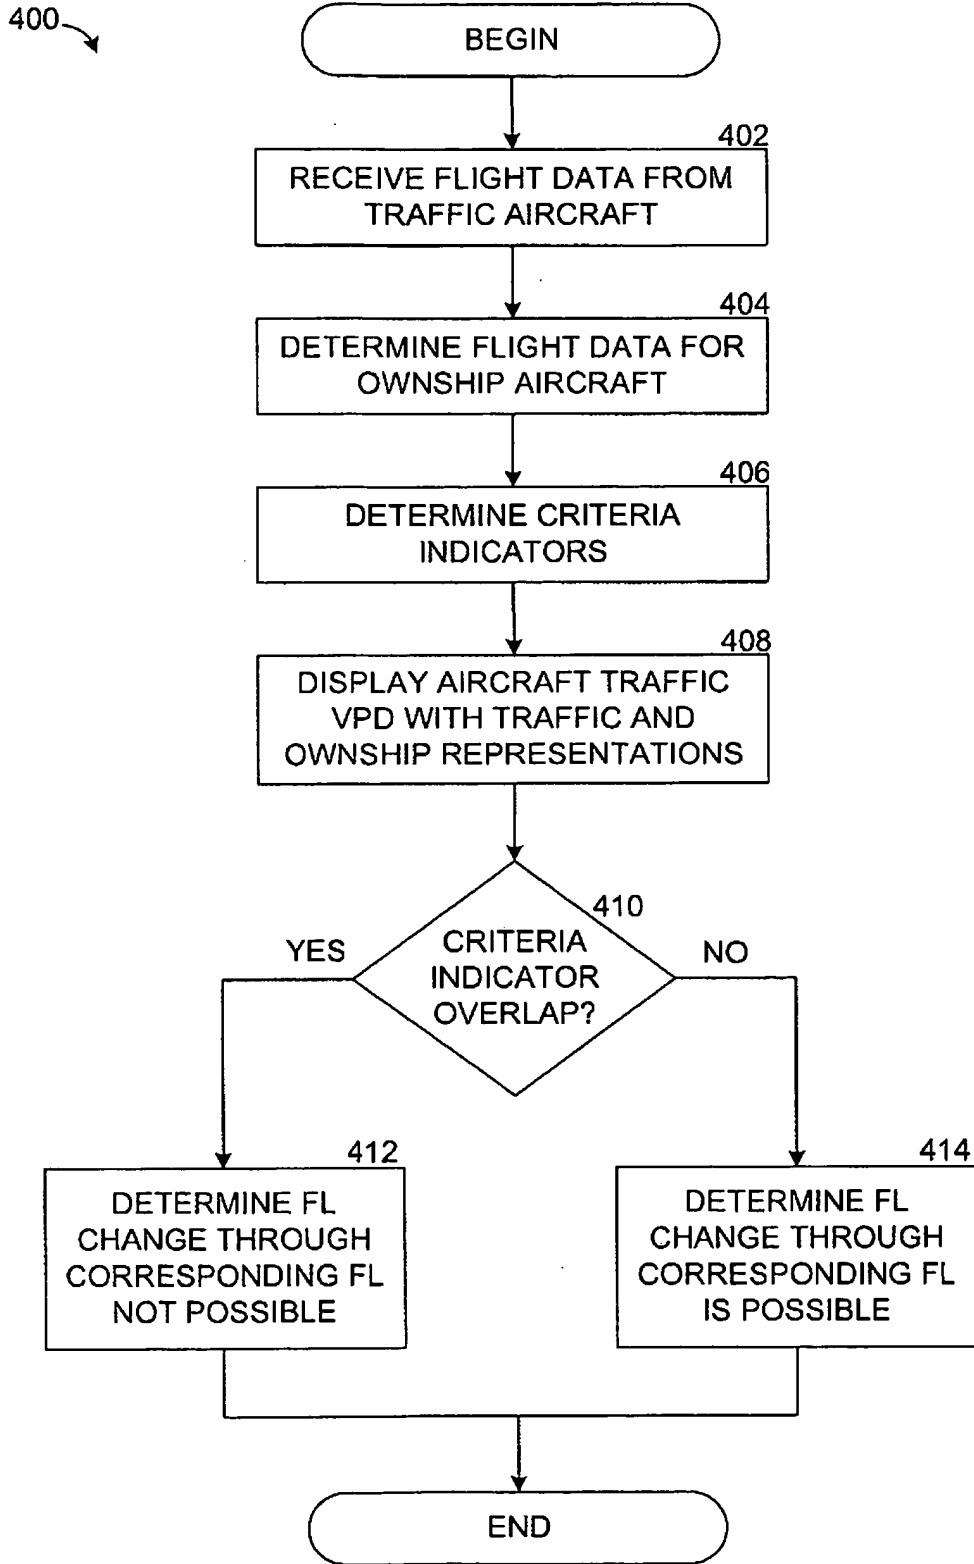 400
BEGIN
402
RECEIVE FLIGHT DATA FROM
TRAFFIC AIRCRAFT
404
DETERMINE FLIGHT DATA FOR
OWNSHIP AIRCRAFT
406
DETERMINE CRITERIA
INDICATORS
408
DISPLAY AIRCRAFT TRAFFIC
VPD WITH TRAFFIC AND
OWNSHIP REPRESENTATIONS
410
CRITERIA
INDICATOR
OVERLAP?
YES
NO
412
DETERMINE FL
CHANGE THROUGH
CORRESPONDING FL
NOT POSSIBLE
414
DETERMINE FL
CHANGE THROUGH
CORRESPONDING FL
IS POSSIBLE
END